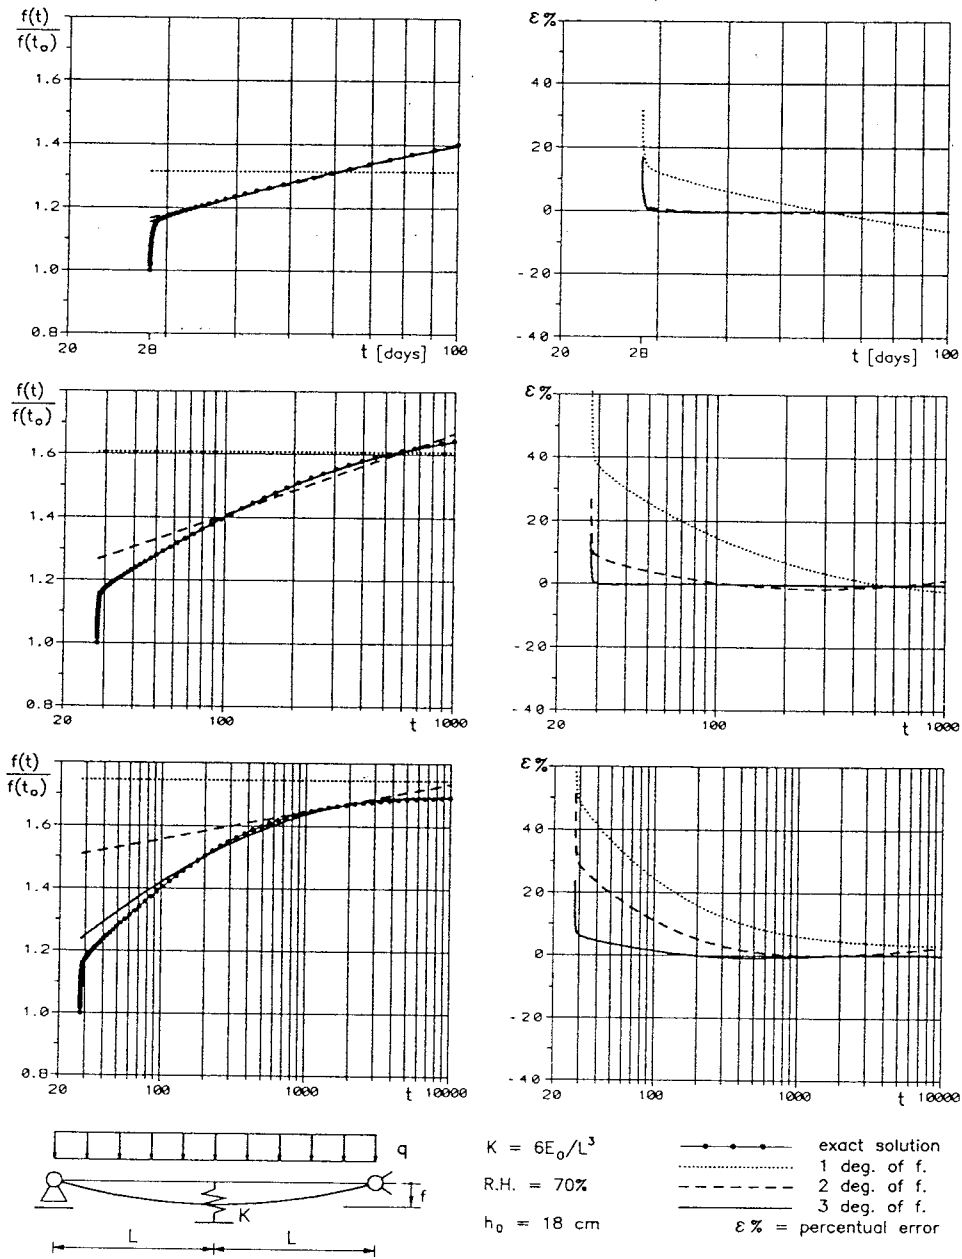 f(t)
f(t₀)
1.6
1.4
1.2
1.0
0.8
20
28
t [days]
100
ε%
40
20
0
-20
-40
20
28
t [days]
100
f(t)
f(t₀)
1.6
1.4
1.2
1.0
0.8
20
100
t
1000
ε%
40
20
0
-20
-40
20
100
t
1000
f(t)
f(t₀)
1.6
1.4
1.2
1.0
0.8
20
100
1000
t
10000
ε%
40
20
0
-20
-40
20
100
1000
t
10000
q
f
K
L
L
K = 6E₀/L³
R.H. = 70%
h₀ = 18 cm
exact solution
1 deg. of f.
2 deg. of f.
3 deg. of f.
ε% = percentual error